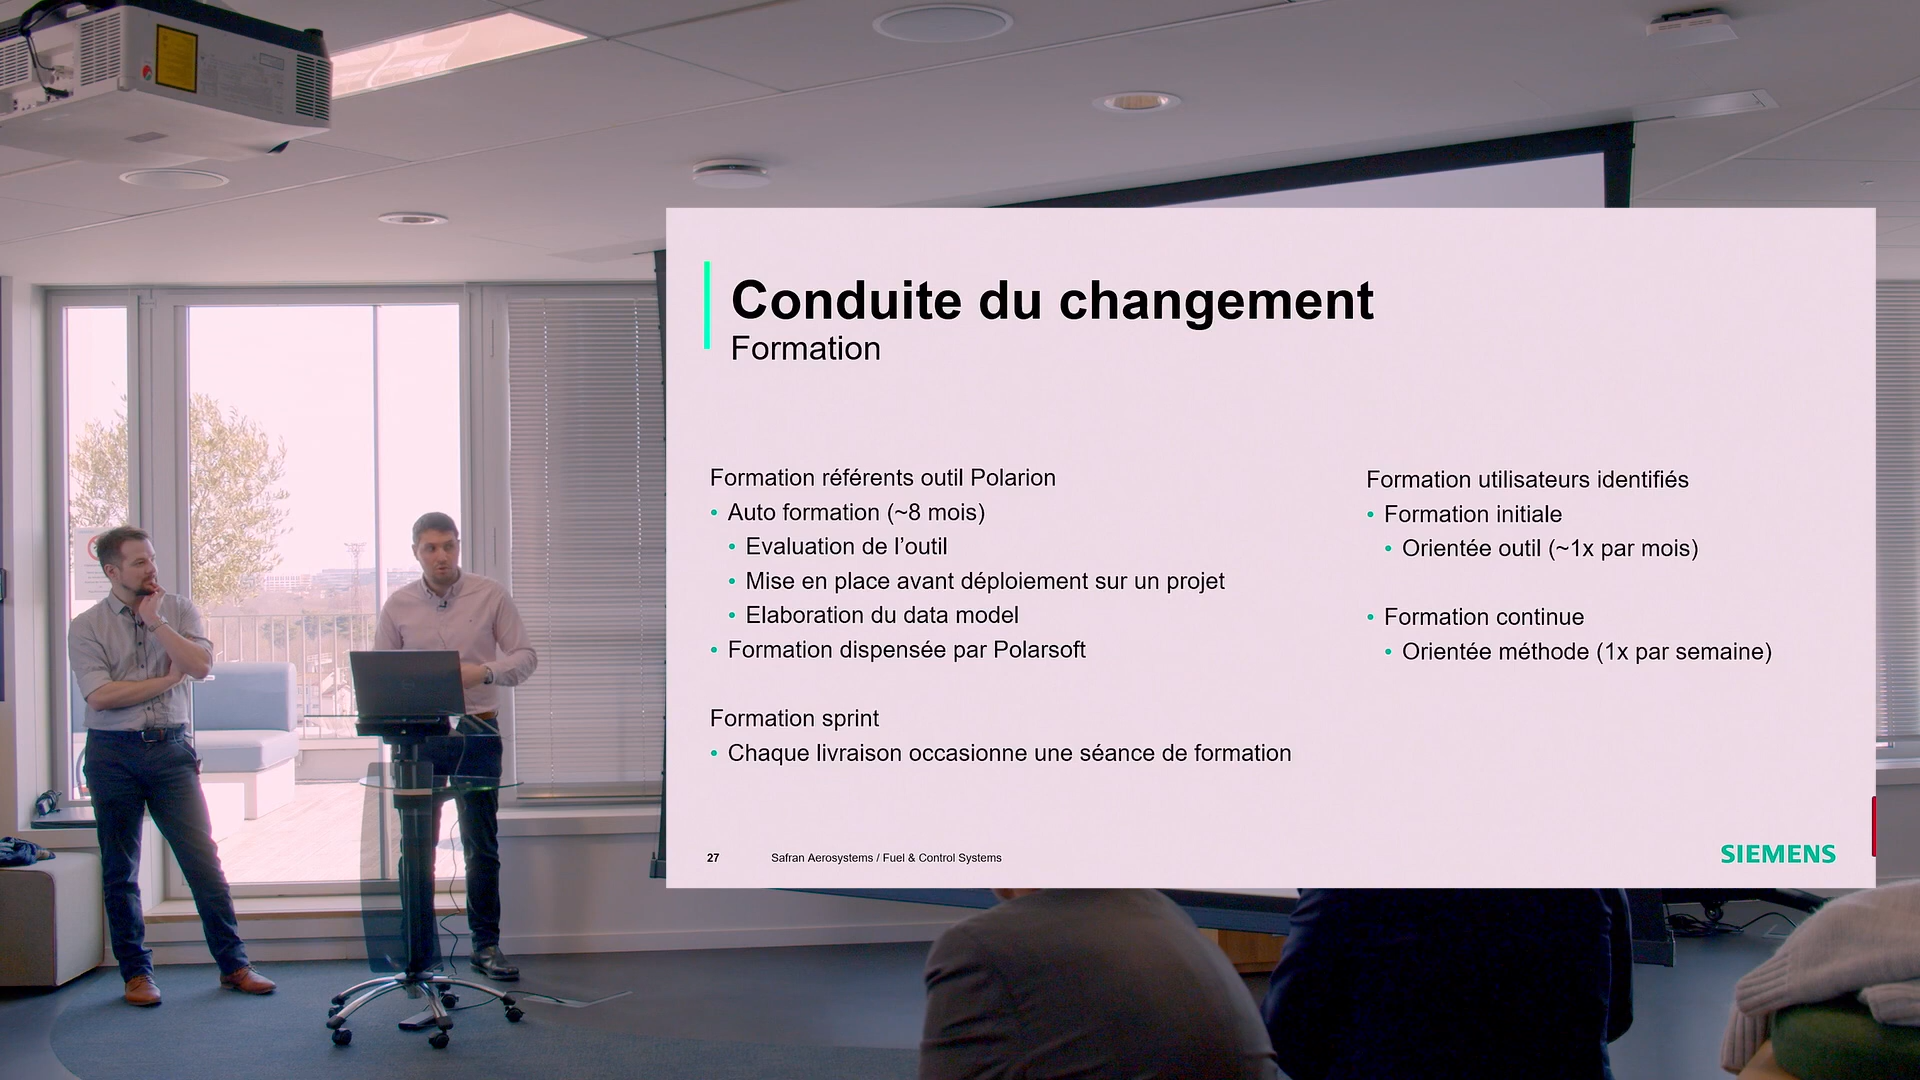 Conduite du changement
Formation
Formation référents outil Polarion
• Auto formation (~8 mois)
• Evaluation de l’outil
• Mise en place avant déploiement sur un projet
• Elaboration du data model
• Formation dispensée par Polarsoft
Formation sprint
• Chaque livraison occasionne une séance de formation
Formation utilisateurs identifiés
• Formation initiale
• Orientée outil (~1x par mois)
• Formation continue
• Orientée méthode (1x par semaine)
27
Safran Aerosystems / Fuel & Control Systems
SIEMENS